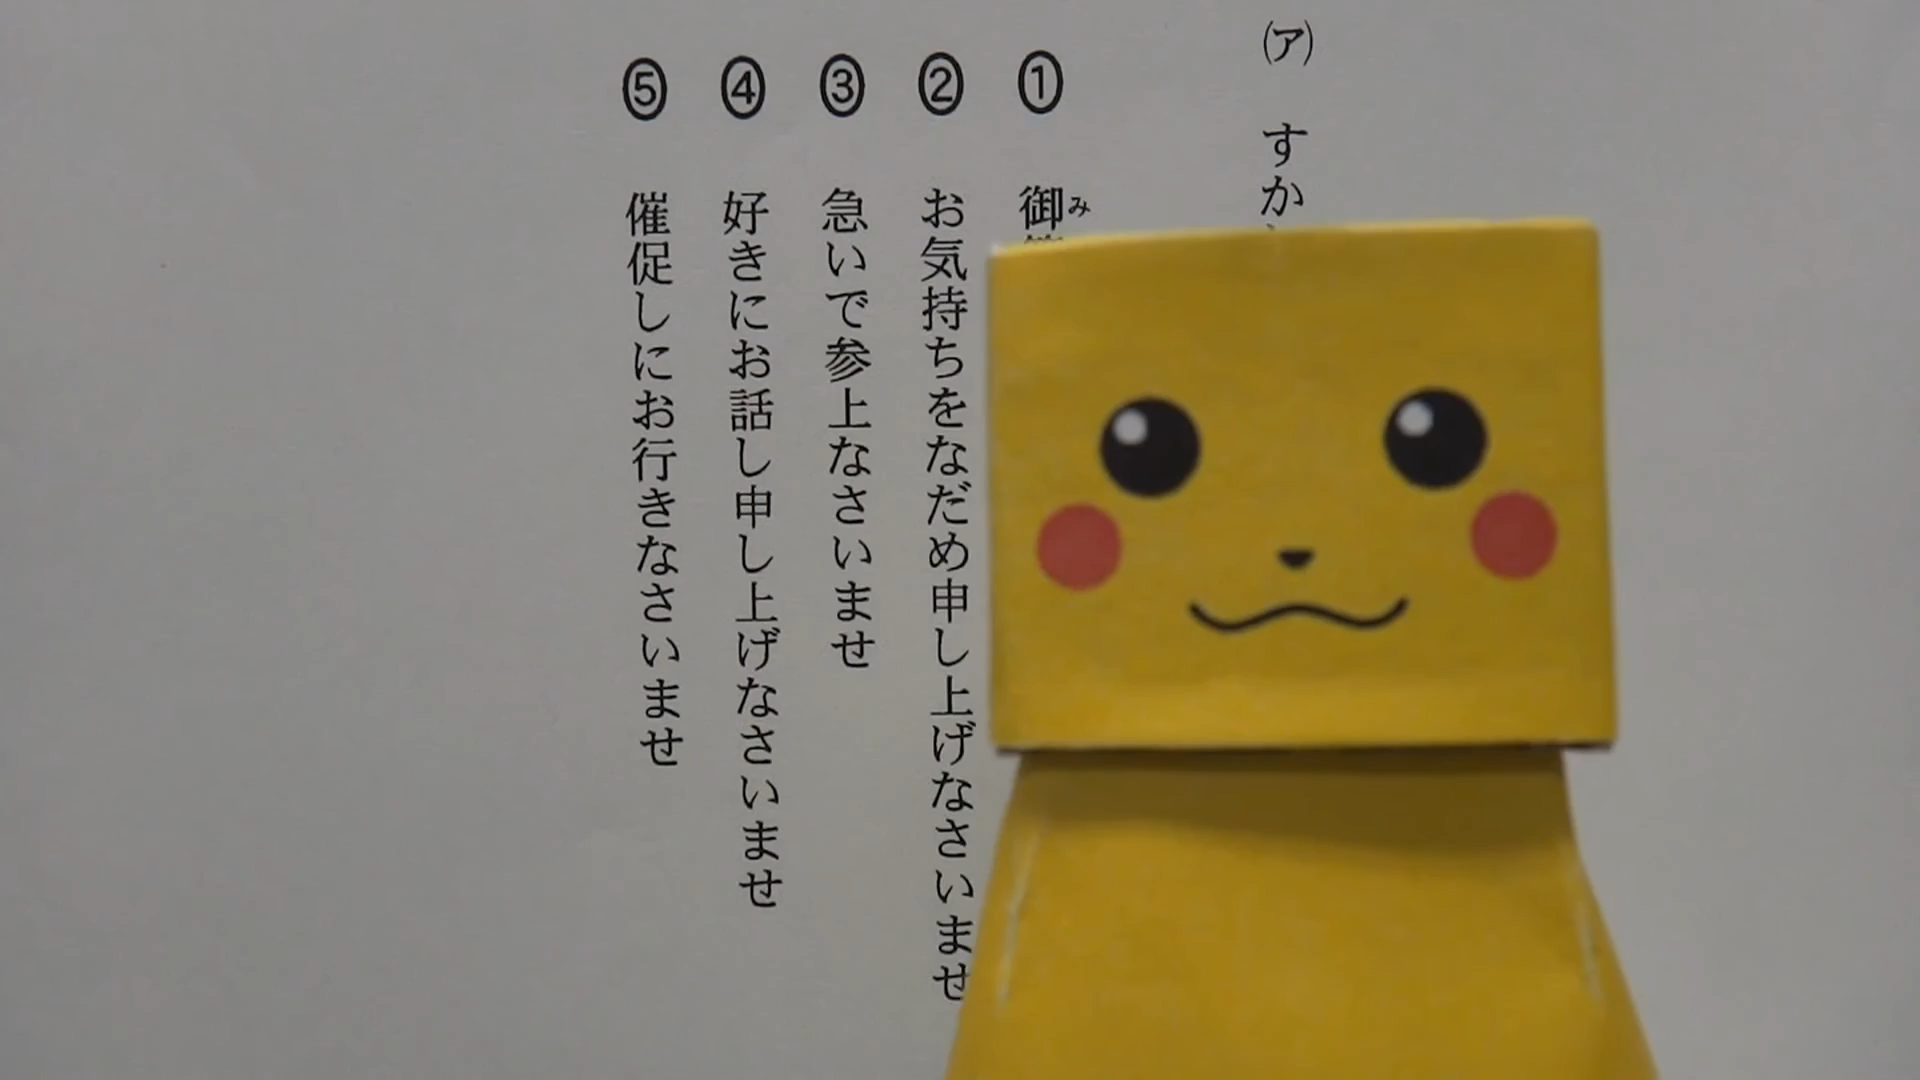 (ア) すか
① 御み
② お気持ちをなだめ申し上げなさいませ
③ 急いで参上なさいませ
④ 好きにお話し申し上げなさいませ
⑤ 催促しにお行きなさいませ